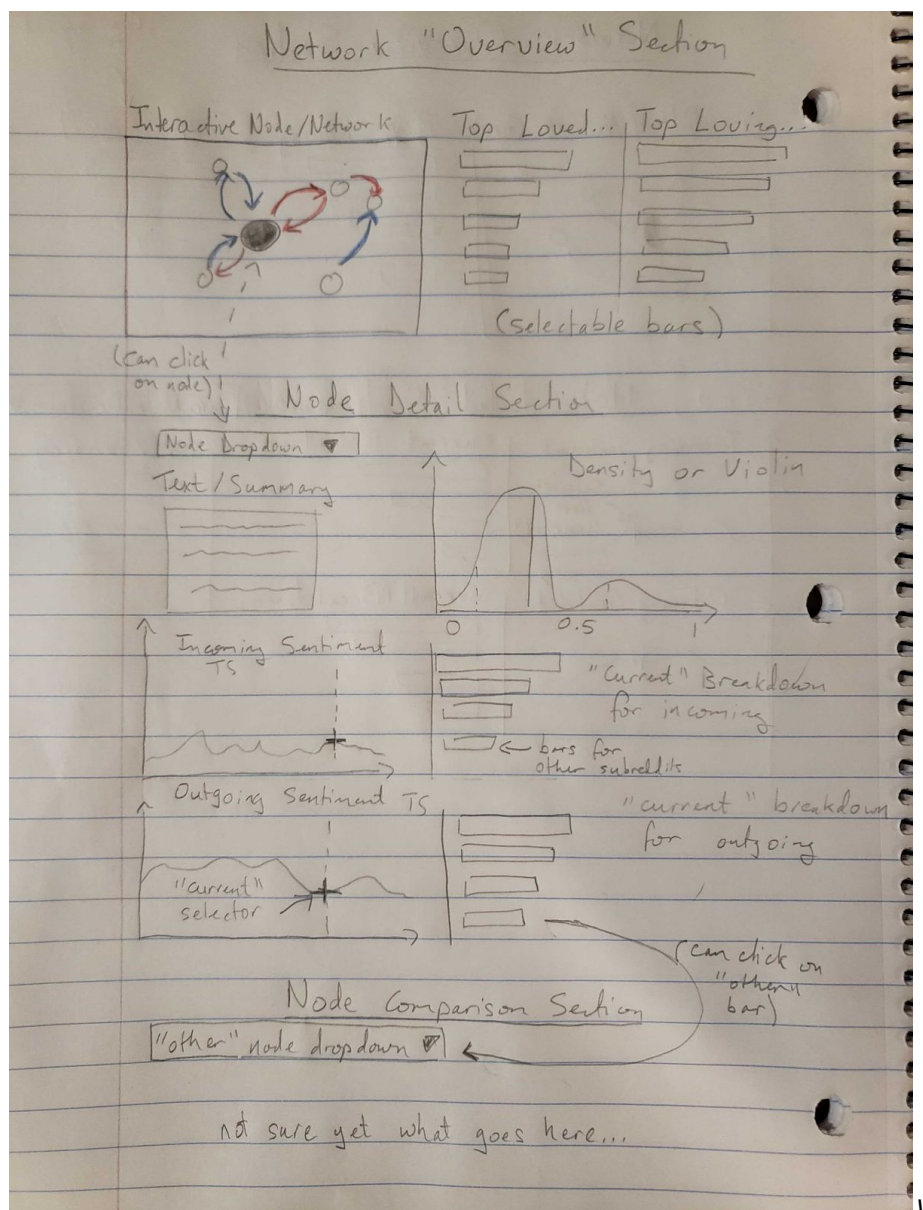 Network "Overview" Section
Interactive Node/Network
Top Loved...
Top Loving...
(selectable bars)
(can click
on node)
Node Detail Section
Node Dropdown
Text/Summary
Density or Violin
0 0.5 1
Incoming Sentiment
TS
"Current" Breakdown
for incoming
bars for
other subreddits
Outgoing Sentiment TS
"current" breakdown
for outgoing
"current"
selector
(can click on
"other"
bar)
Node Comparison Section
"other" node dropdown
not sure yet what goes here...